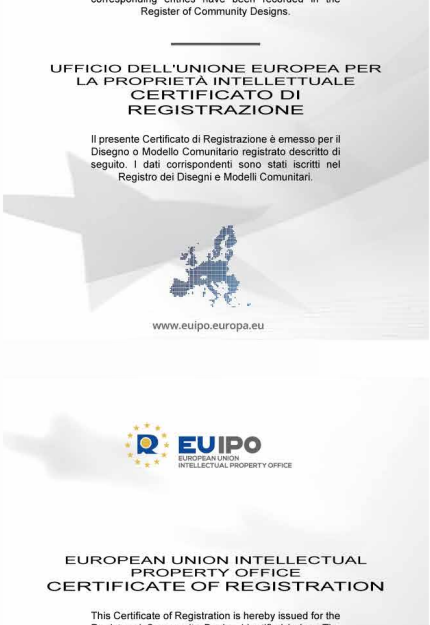 corresponding entries have been recorded in the
Register of Community Designs.
UFFICIO DELL'UNIONE EUROPEA PER
LA PROPRIETÀ INTELLETTUALE
CERTIFICATO DI
REGISTRAZIONE
Il presente Certificato di Registrazione è emesso per il
Disegno o Modello Comunitario registrato descritto di
seguito. I dati corrispondenti sono stati iscritti nel
Registro dei Disegni e Modelli Comunitari.
www.euipo.europa.eu
EUIPO
EUROPEAN UNION
INTELLECTUAL PROPERTY OFFICE
EUROPEAN UNION INTELLECTUAL
PROPERTY OFFICE
CERTIFICATE OF REGISTRATION
This Certificate of Registration is hereby issued for the